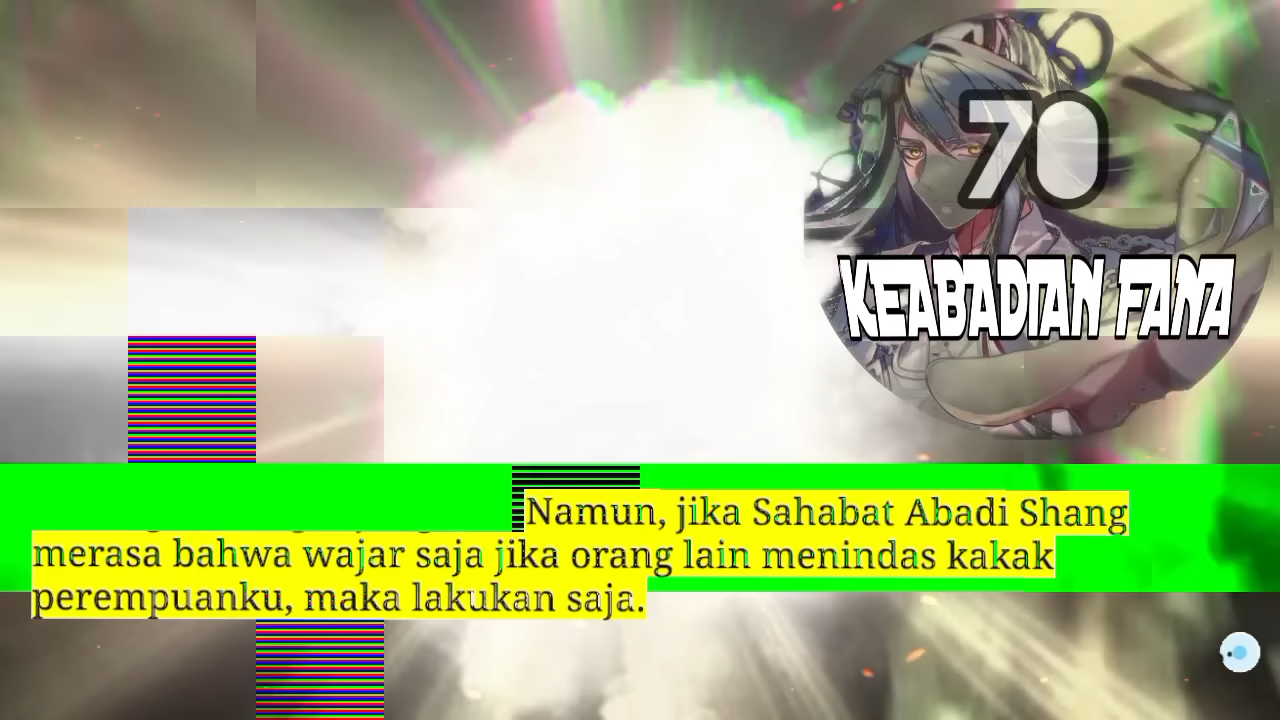 70
KEABADIAN FANA
Namun, jika Sahabat Abadi Shang
merasa bahwa wajar saja jika orang lain menindas kakak
perempuanku, maka lakukan saja.